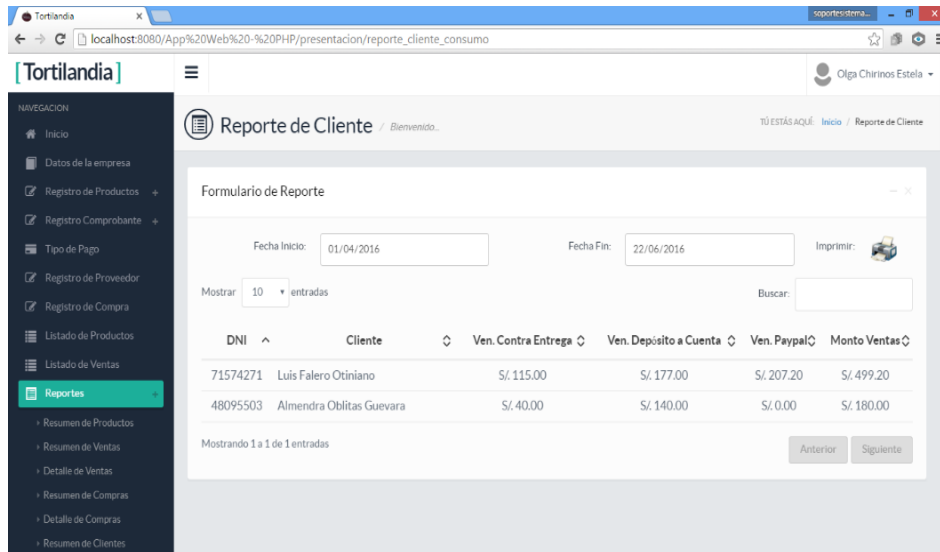 Tortilandia
soportesistema...
localhost:8080/App%20Web%20-%20PHP/presentacion/reporte_cliente_consumo
[Tortilandia]
Olga Chirinos Estela
NAVEGACION
Inicio
Datos de la empresa
Registro de Productos +
Registro Comprobante +
Tipo de Pago
Registro de Proveedor
Registro de Compra
Listado de Productos
Listado de Ventas
Reportes +
Resumen de Productos
Resumen de Ventas
Detalle de Ventas
Resumen de Compras
Detalle de Compras
Resumen de Clientes
Reporte de Cliente / Bienvenido..
TÚ ESTÁS AQUÍ: Inicio / Reporte de Cliente
Formulario de Reporte
Fecha Inicio: 01/04/2016 Fecha Fin: 22/06/2016 Imprimir:
Mostrar 10 entradas Buscar:
DNI Cliente Ven. Contra Entrega Ven. Depósito a Cuenta Ven. Paypal Monto Ventas
71574271 Luis Falero Otiniano S/. 115.00 S/. 177.00 S/. 207.20 S/. 499.20
48095503 Almendra Oblitas Guevara S/. 40.00 S/. 140.00 S/. 0.00 S/. 180.00
Mostrando 1 a 1 de 1 entradas
Anterior Siguiente